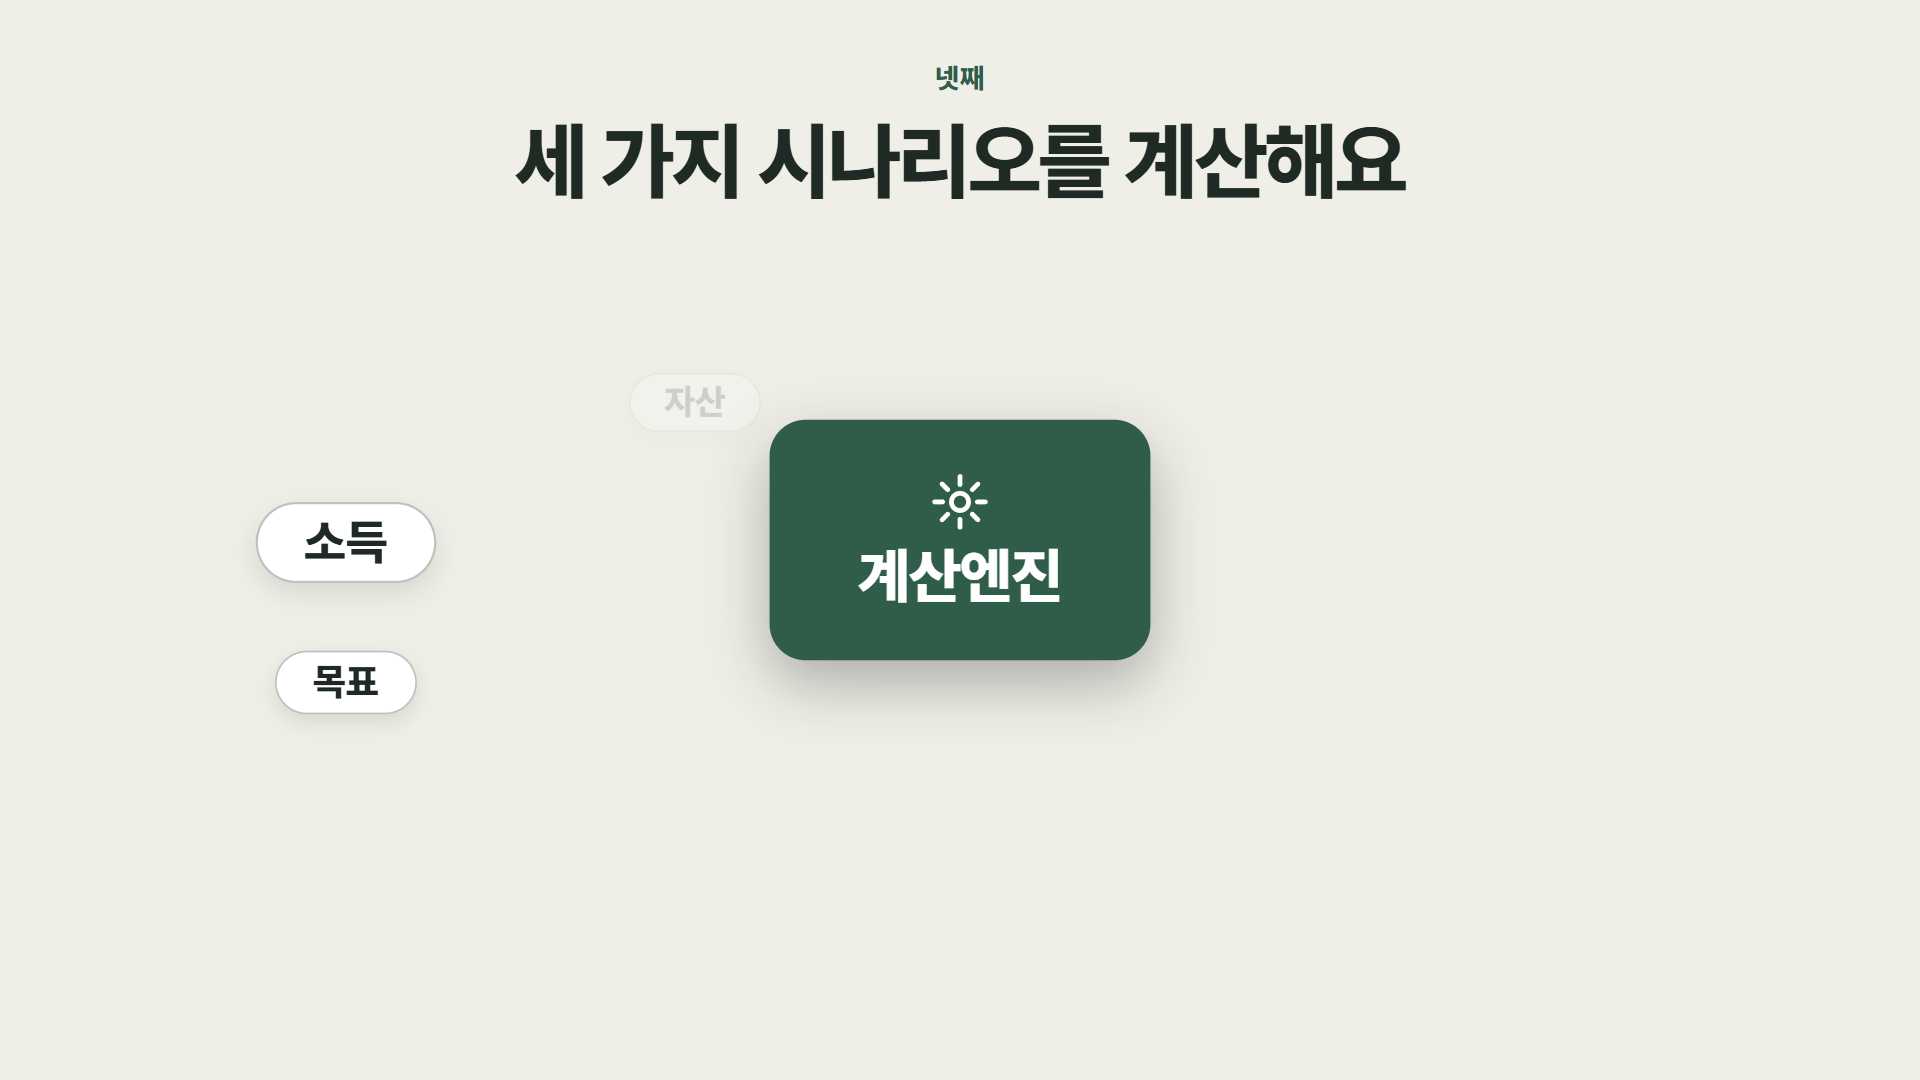 넷째
세 가지 시나리오를 계산해요
자산
소득
계산엔진
목표